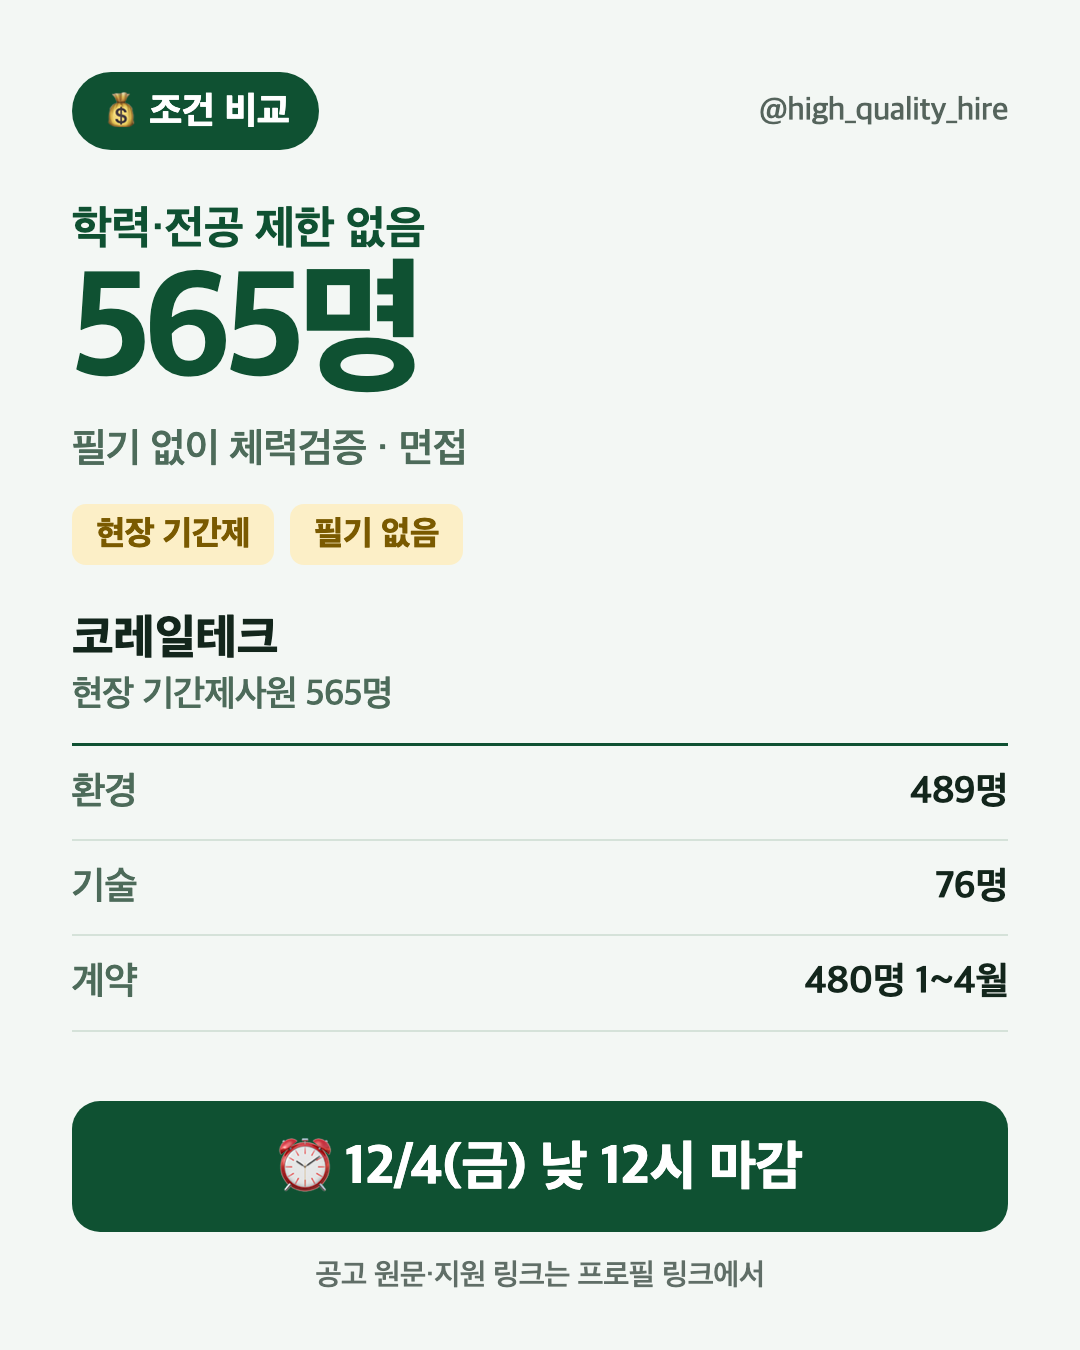 💰 조건 비교
@high_quality_hire
학력·전공 제한 없음
565명
필기 없이 체력검증 · 면접
현장 기간제
필기 없음
코레일테크
현장 기간제사원 565명
환경 489명
기술 76명
계약 480명 1~4월
⏰ 12/4(금) 낮 12시 마감
공고 원문·지원 링크는 프로필 링크에서